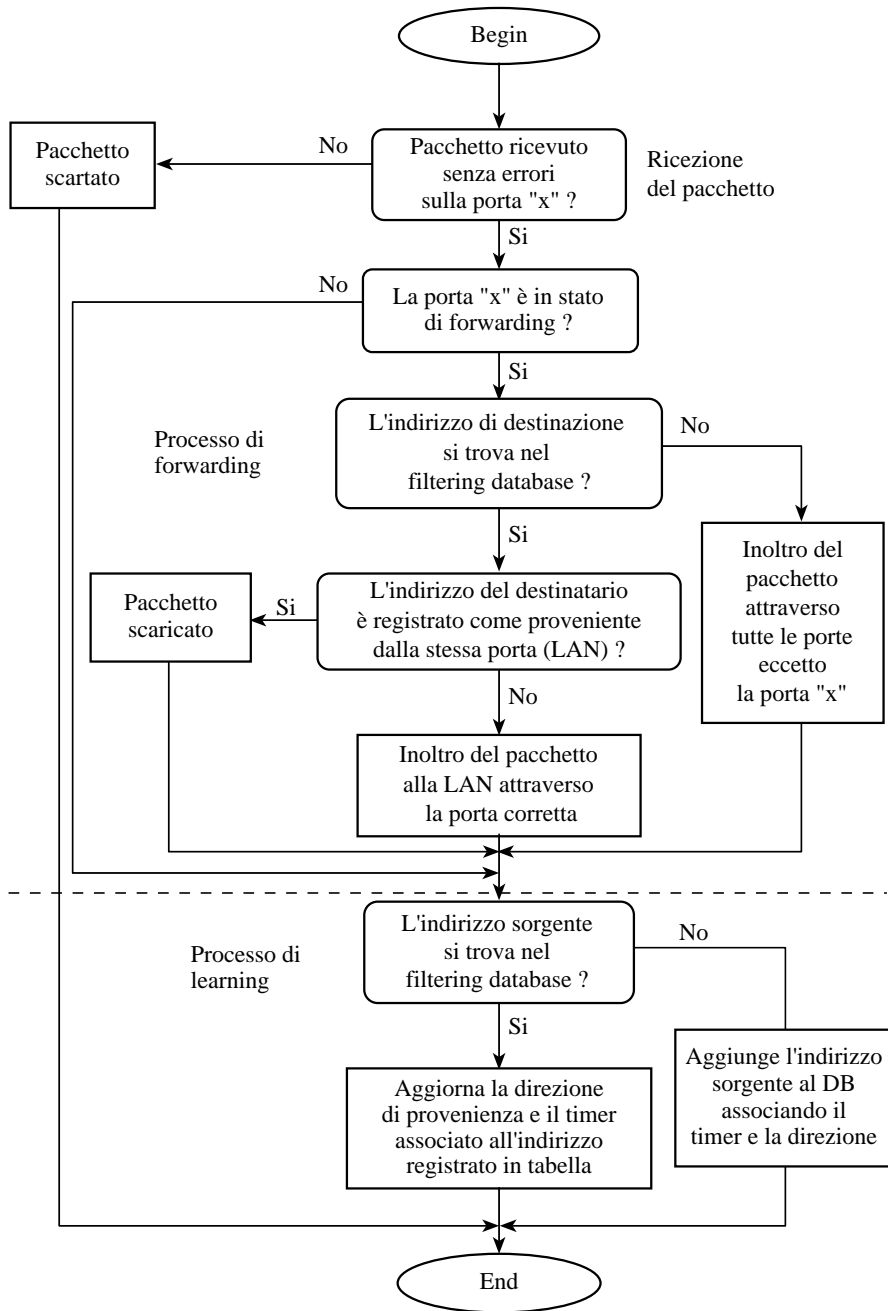 Begin
Pacchetto
scartato
No
Pacchetto ricevuto
senza errori
sulla porta "x" ?
Ricezione
del pacchetto
Si
No
La porta "x" è in stato
di forwarding ?
Si
Processo di
forwarding
L'indirizzo di destinazione
si trova nel
filtering database ?
No
Si
Inoltro del
pacchetto
attraverso
tutte le porte
eccetto
la porta "x"
Pacchetto
scaricato
Si
L'indirizzo del destinatario
è registrato come proveniente
dalla stessa porta (LAN) ?
No
Inoltro del pacchetto
alla LAN attraverso
la porta corretta
Processo di
learning
L'indirizzo sorgente
si trova nel
filtering database ?
No
Si
Aggiorna la direzione
di provenienza e il timer
associato all'indirizzo
registrato in tabella
Aggiunge l'indirizzo
sorgente al DB
associando il
timer e la direzione
End